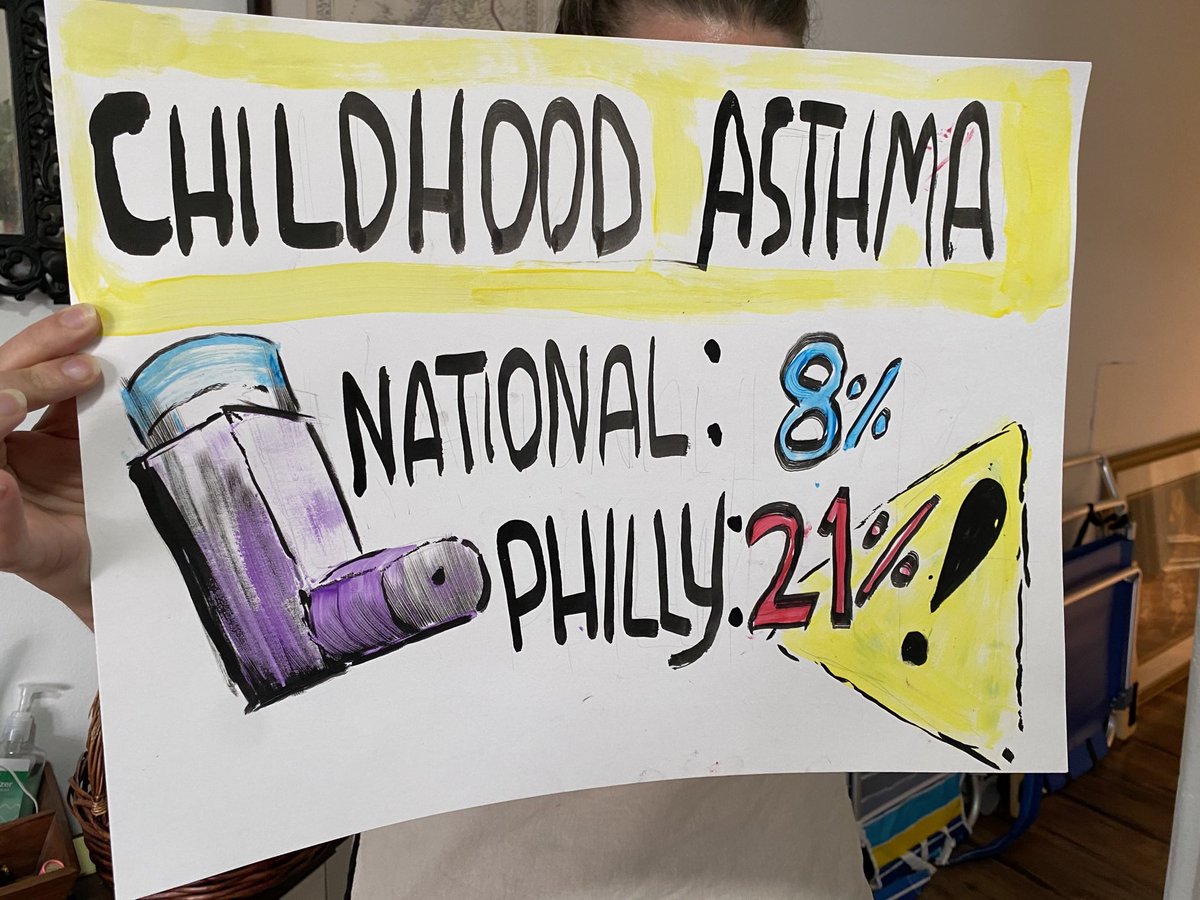 CHILDHOOD ASTHMA
NATIONAL: 8%
PHILLY: 21%!